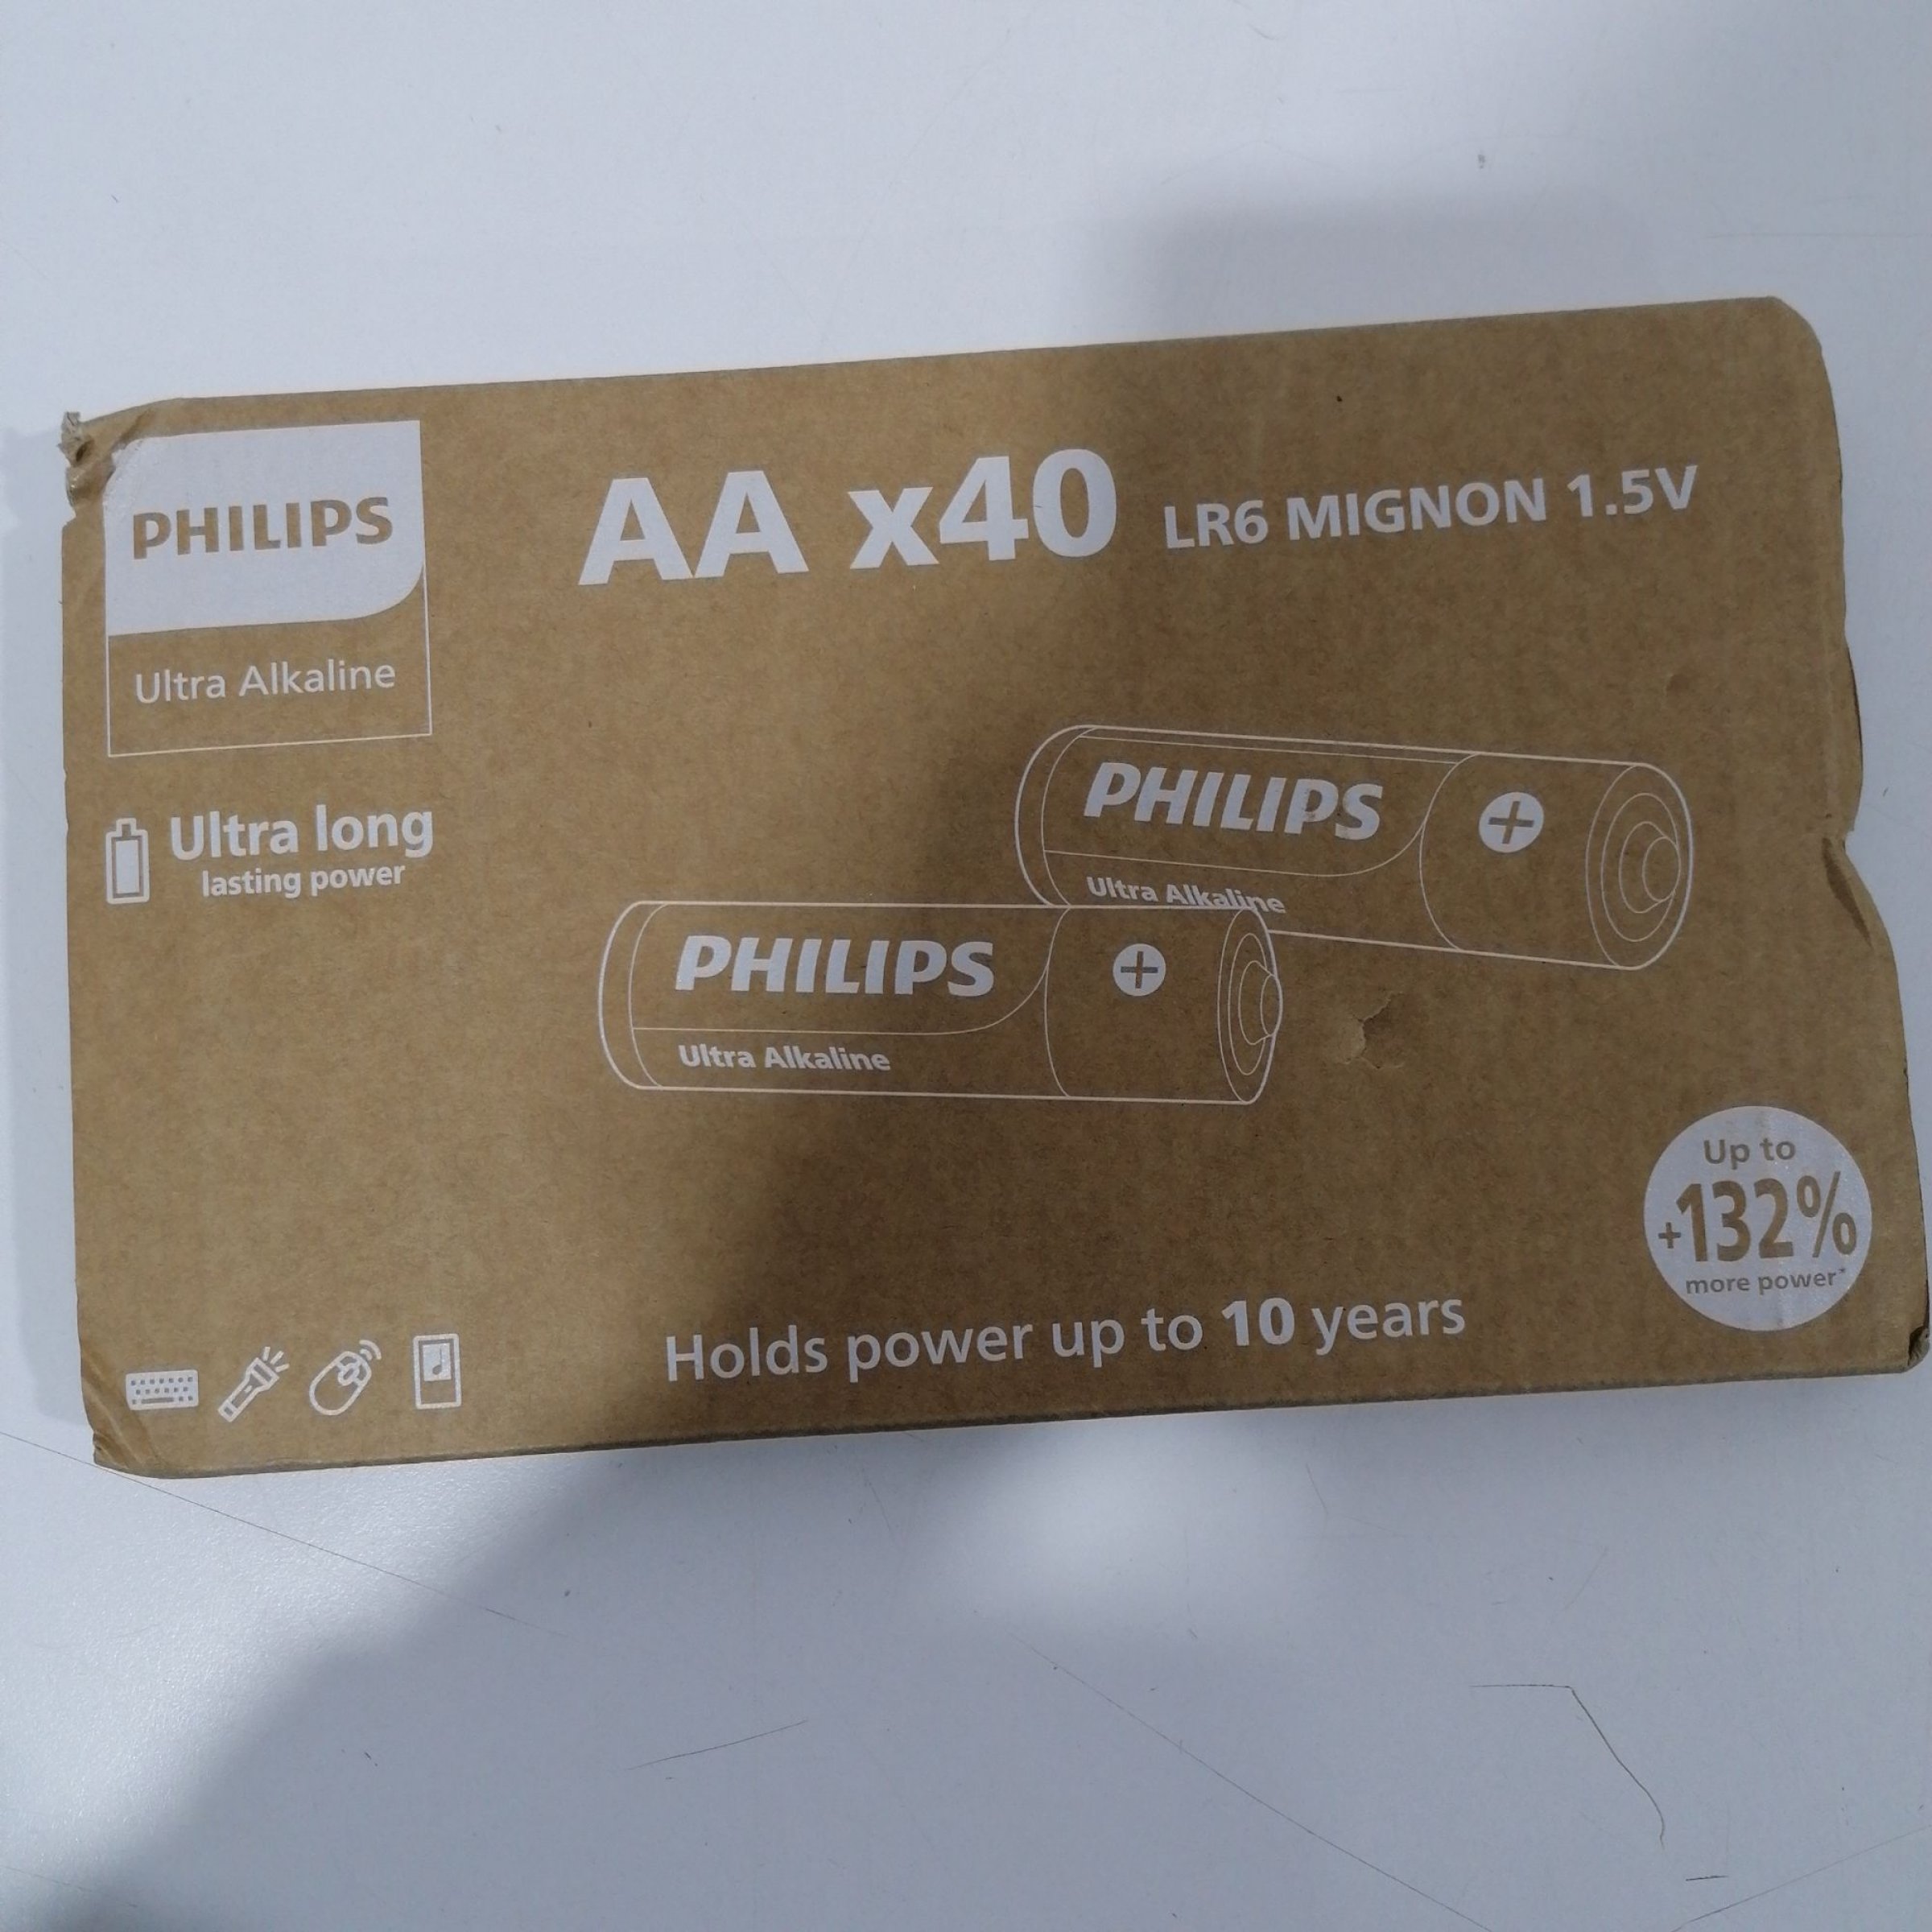 PHILIPS
Ultra Alkaline
AA x40 LR6 MIGNON 1.5V
Ultra long
lasting power
PHILIPS
Ultra Alkaline
PHILIPS
Ultra Alkaline
Up to
+132%
more power*
Holds power up to 10 years